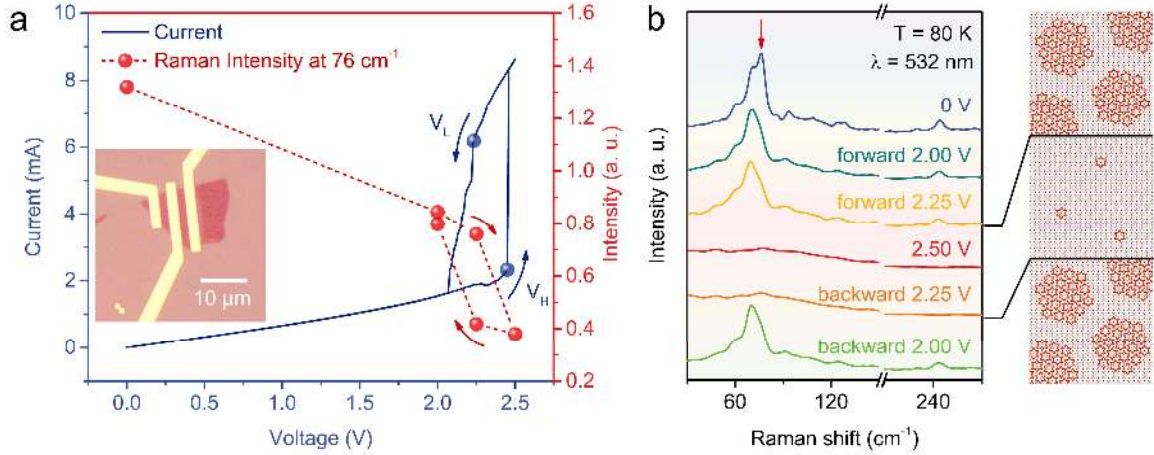 a
Current (mA)
10
8
6
4
2
0
Current
Raman Intensity at 76 cm⁻¹
V_L
V_H
10 μm
0.0
0.5
1.0
1.5
2.0
2.5
Voltage (V)
1.6
1.4
1.2
1.0
0.8
0.6
0.4
0.2
Intensity (a. u.)
b
Intensity (a. u.)
T = 80 K
λ = 532 nm
0 V
forward 2.00 V
forward 2.25 V
2.50 V
backward 2.25 V
backward 2.00 V
60
120
240
Raman shift (cm⁻¹)